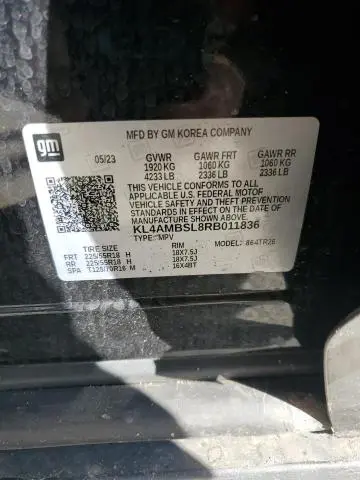 gm
MFD BY GM KOREA COMPANY
05/23 GVWR GAWR FRT GAWR RR
1920 KG 1060 KG 1060 KG
4233 LB 2336 LB 2336 LB
THIS VEHICLE CONFORMS TO ALL
APPLICABLE U.S. FEDERAL MOTOR
VEHICLE SAFETY AND THEFT PREVENTION
STANDARDS IN EFFECT ON THE DATE OF
MANUFACTURE SHOWN ABOVE.
KL4AMBSL8RB011836
TYPE:MPV MODEL: 864TR26
TIRE SIZE RIM
FRT 225/55R18 H 18X7.5J
RR 225/55R18 H 18X7.5J
SPA T125/70R16 M 16X4BT